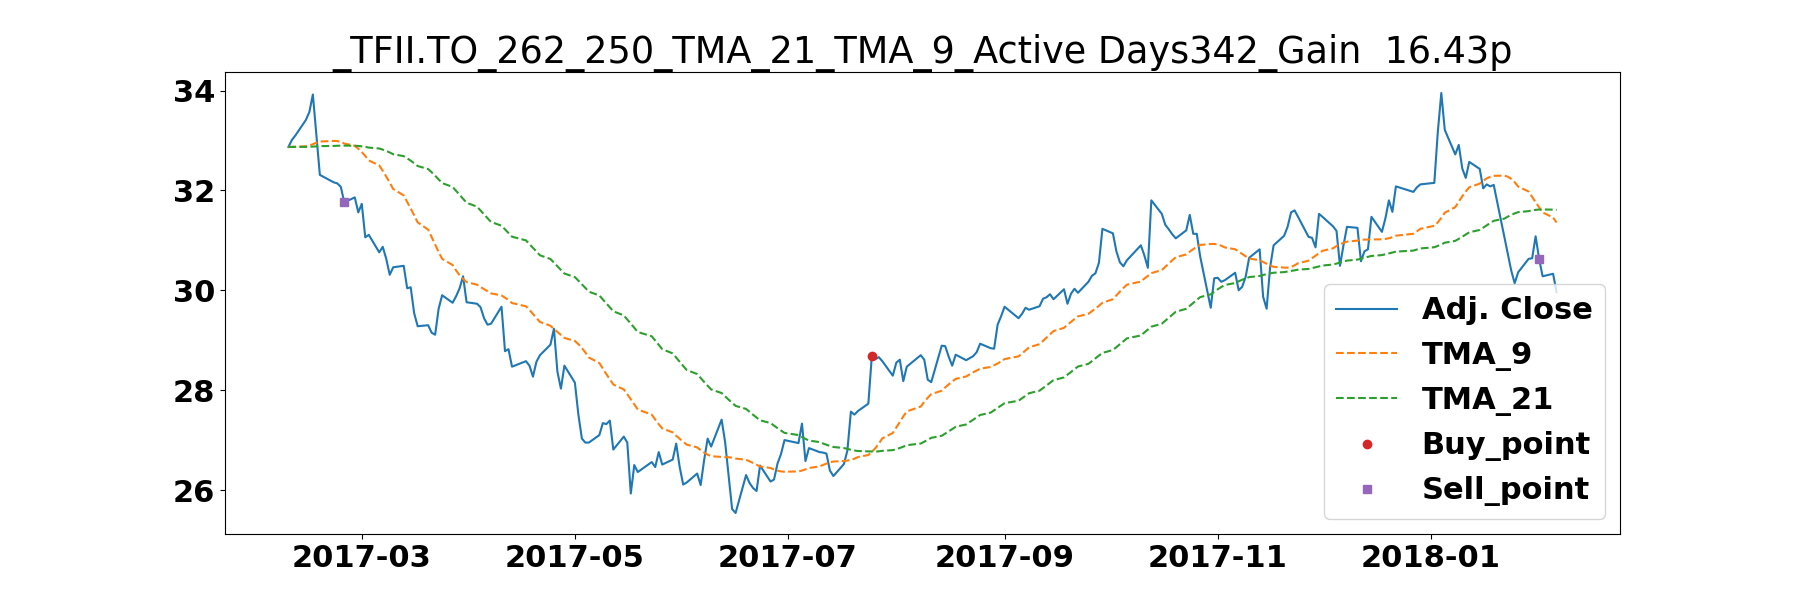 _TFII.TO_262_250_TMA_21_TMA_9_Active Days342_Gain  16.43p
34
32
30
28
26
Adj. Close
TMA_9
TMA_21
Buy_point
Sell_point
2017-03 2017-05 2017-07 2017-09 2017-11 2018-01